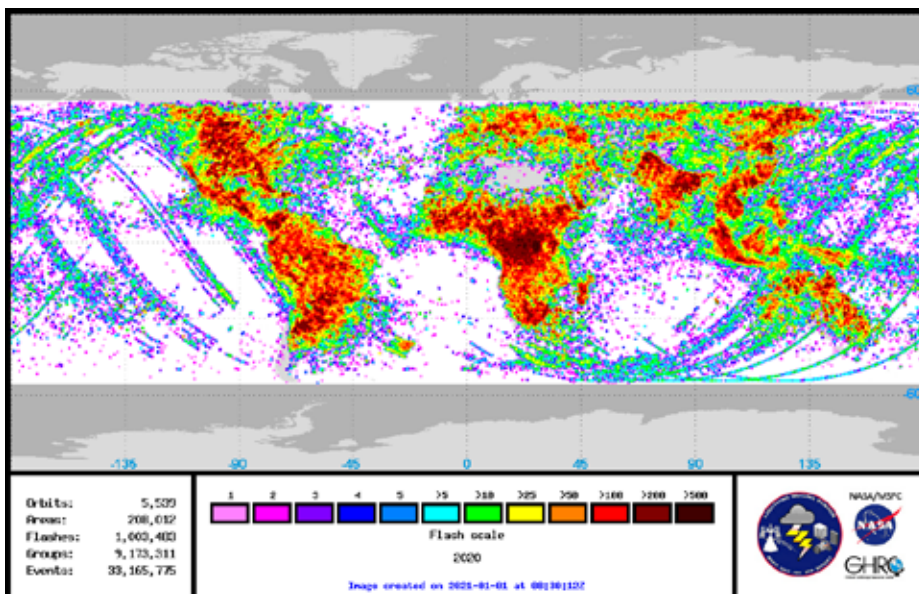 60
-60
-135 -90 -45 0 45 90 135
Orbits: 5,539
Areas: 208,012
Flashes: 1,003,403
Groups: 9,173,311
Events: 33,165,775
1 2 3 4 5 >5 >10 >25 >50 >100 >200 >500
Flash scale
2020
Image created on 2021-01-01 at 08:30:12Z
NASA/MSFC
NASA
GHRC